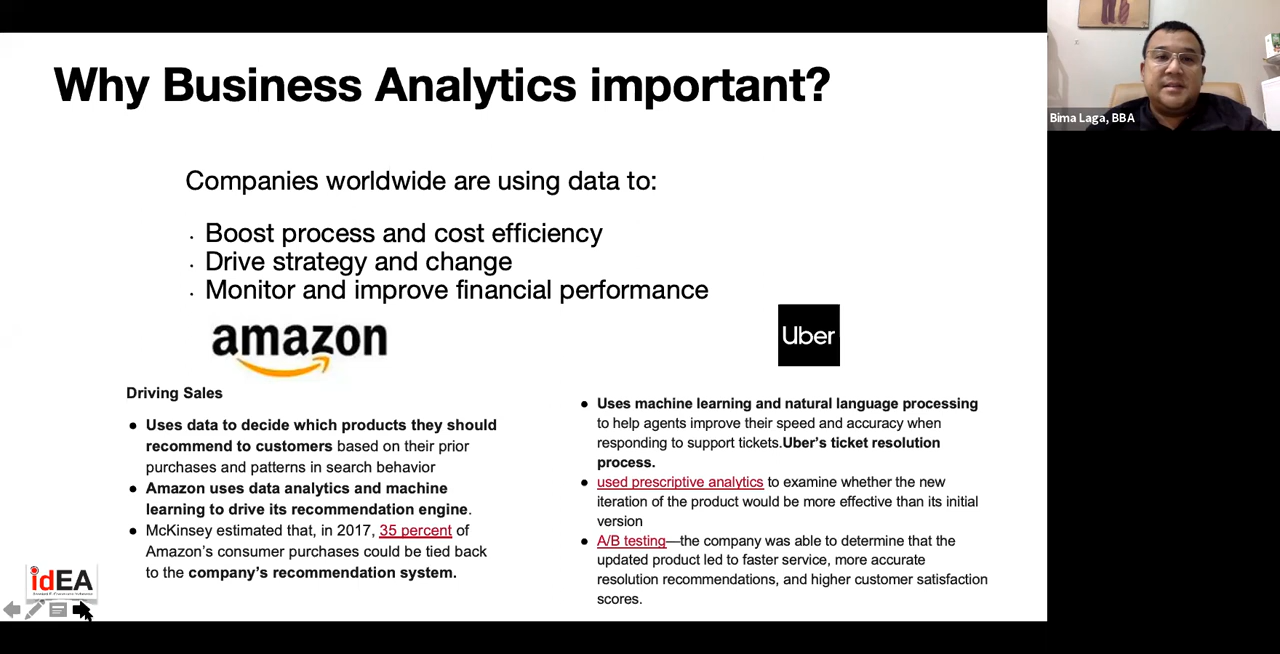 Why Business Analytics important?
Bima Laga, BBA
Companies worldwide are using data to:
· Boost process and cost efficiency
· Drive strategy and change
· Monitor and improve financial performance
amazon
Uber
Driving Sales
● Uses data to decide which products they should
recommend to customers based on their prior
purchases and patterns in search behavior
● Amazon uses data analytics and machine
learning to drive its recommendation engine.
● McKinsey estimated that, in 2017, 35 percent of
Amazon's consumer purchases could be tied back
to the company's recommendation system.
● Uses machine learning and natural language processing
to help agents improve their speed and accuracy when
responding to support tickets.Uber's ticket resolution
process.
● used prescriptive analytics to examine whether the new
iteration of the product would be more effective than its initial
version
● A/B testing—the company was able to determine that the
updated product led to faster service, more accurate
resolution recommendations, and higher customer satisfaction
scores.
idEA